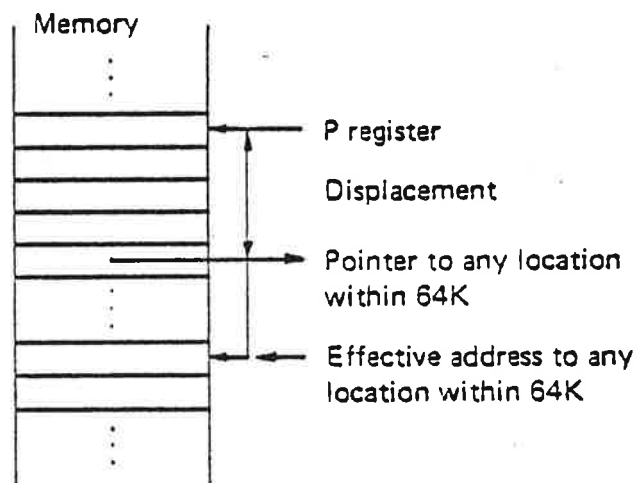 Memory
P register
Displacement
Pointer to any location
within 64K
Effective address to any
location within 64K